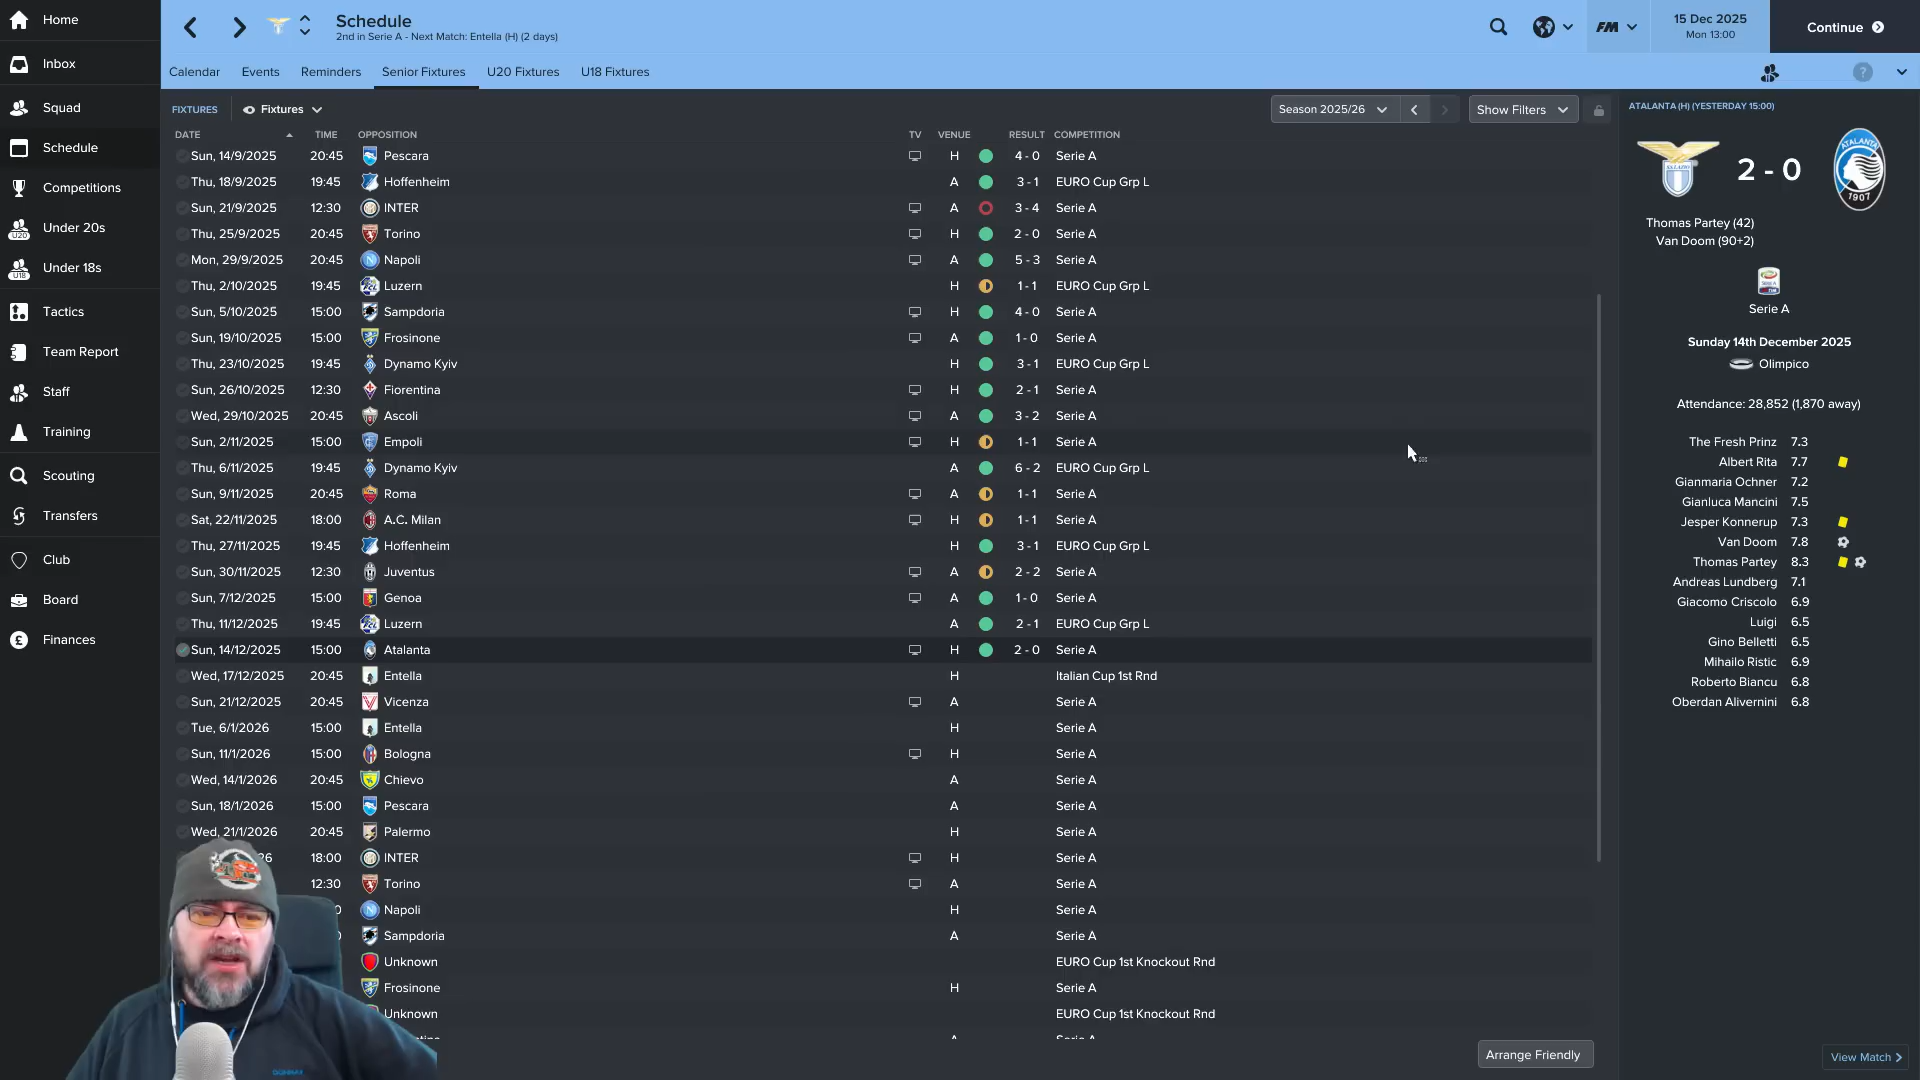 Home
Inbox
Squad
Schedule
Competitions
Under 20s
Under 18s
Tactics
Team Report
Staff
Training
Scouting
Transfers
Club
Board
Finances
Schedule
2nd in Serie A - Next Match: Entella (H) (2 days)
FM
15 Dec 2025
Mon 13:00
Continue
Calendar Events Reminders Senior Fixtures U20 Fixtures U18 Fixtures
FIXTURES Fixtures Season 2025/26 Show Filters
DATE TIME OPPOSITION TV VENUE RESULT COMPETITION
Sun, 14/9/2025 20:45 Pescara H 4 - 0 Serie A
Thu, 18/9/2025 19:45 Hoffenheim A 3 - 1 EURO Cup Grp L
Sun, 21/9/2025 12:30 INTER A 3 - 4 Serie A
Thu, 25/9/2025 20:45 Torino H 2 - 0 Serie A
Mon, 29/9/2025 20:45 Napoli A 5 - 3 Serie A
Thu, 2/10/2025 19:45 Luzern H 1 - 1 EURO Cup Grp L
Sun, 5/10/2025 15:00 Sampdoria H 4 - 0 Serie A
Sun, 19/10/2025 15:00 Frosinone A 1 - 0 Serie A
Thu, 23/10/2025 19:45 Dynamo Kyiv H 3 - 1 EURO Cup Grp L
Sun, 26/10/2025 12:30 Fiorentina H 2 - 1 Serie A
Wed, 29/10/2025 20:45 Ascoli A 3 - 2 Serie A
Sun, 2/11/2025 15:00 Empoli H 1 - 1 Serie A
Thu, 6/11/2025 19:45 Dynamo Kyiv A 6 - 2 EURO Cup Grp L
Sun, 9/11/2025 20:45 Roma A 1 - 1 Serie A
Sat, 22/11/2025 18:00 A.C. Milan H 1 - 1 Serie A
Thu, 27/11/2025 19:45 Hoffenheim H 3 - 1 EURO Cup Grp L
Sun, 30/11/2025 12:30 Juventus A 2 - 2 Serie A
Sun, 7/12/2025 15:00 Genoa A 1 - 0 Serie A
Thu, 11/12/2025 19:45 Luzern A 2 - 1 EURO Cup Grp L
Sun, 14/12/2025 15:00 Atalanta H 2 - 0 Serie A
Wed, 17/12/2025 20:45 Entella H Italian Cup 1st Rnd
Sun, 21/12/2025 20:45 Vicenza A Serie A
Tue, 6/1/2026 15:00 Entella H Serie A
Sun, 11/1/2026 15:00 Bologna H Serie A
Wed, 14/1/2026 20:45 Chievo A Serie A
Sun, 18/1/2026 15:00 Pescara A Serie A
Wed, 21/1/2026 20:45 Palermo H Serie A
26 18:00 INTER H Serie A
12:30 Torino A Serie A
0 Napoli H Serie A
Sampdoria A Serie A
Unknown EURO Cup 1st Knockout Rnd
Frosinone H Serie A
Unknown EURO Cup 1st Knockout Rnd
Arrange Friendly
ATALANTA (H) (YESTERDAY 15:00)
2 - 0
ATALANTA
1907
Thomas Partey (42)
Van Doom (90+2)
Serie A
Sunday 14th December 2025
Olimpico
Attendance: 28,852 (1,870 away)
The Fresh Prinz 7.3
Albert Rita 7.7
Gianmaria Ochner 7.2
Gianluca Mancini 7.5
Jesper Konnerup 7.3
Van Doom 7.8
Thomas Partey 8.3
Andreas Lundberg 7.1
Giacomo Criscolo 6.9
Luigi 6.5
Gino Belletti 6.5
Mihailo Ristic 6.9
Roberto Biancu 6.8
Oberdan Alivernini 6.8
View Match